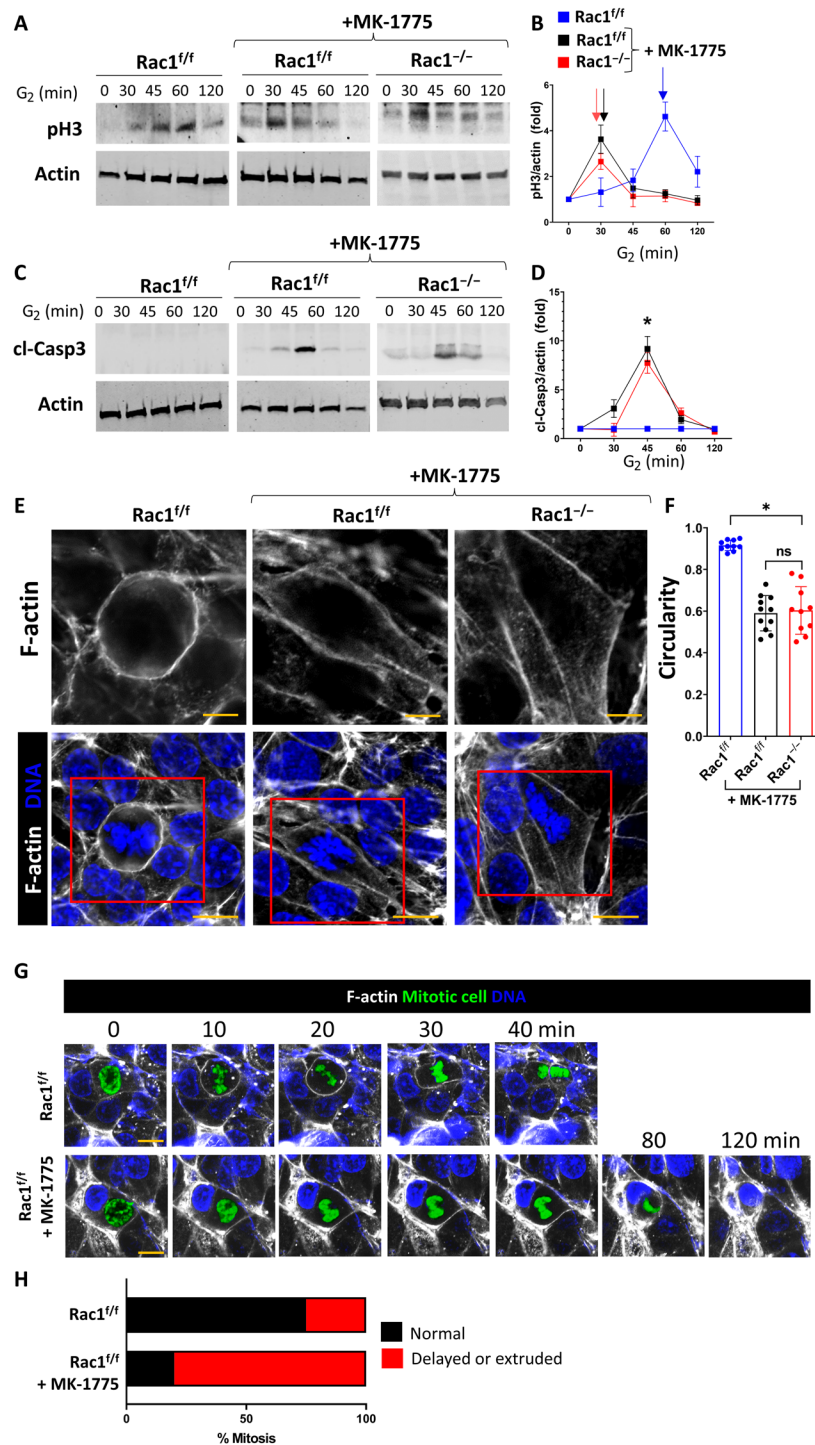 A
+MK-1775
Rac1f/f
Rac1f/f
Rac1−/−
G2 (min)
0 30 45 60 120
0 30 45 60 120
0 30 45 60 120
pH3
Actin
B
Rac1f/f
Rac1f/f
Rac1−/−
+ MK-1775
pH3/actin (fold)
6
4
2
0
0 30 45 60 120
G2 (min)
C
+MK-1775
Rac1f/f
Rac1f/f
Rac1−/−
G2 (min)
0 30 45 60 120
0 30 45 60 120
0 30 45 60 120
cl-Casp3
Actin
D
cl-Casp3/actin (fold)
15
10
5
0
*
0 30 45 60 120
G2 (min)
E
+MK-1775
Rac1f/f
Rac1f/f
Rac1−/−
F-actin
F-actin DNA
F
*
ns
Circularity
1.0
0.8
0.6
0.4
0.2
0.0
Rac1f/f
Rac1f/f
Rac1−/−
+ MK-1775
G
F-actin Mitotic cell DNA
0 10 20 30 40 min
Rac1f/f
80 120 min
Rac1f/f
+ MK-1775
H
Rac1f/f
Rac1f/f
+ MK-1775
Normal
Delayed or extruded
0 50 100
% Mitosis